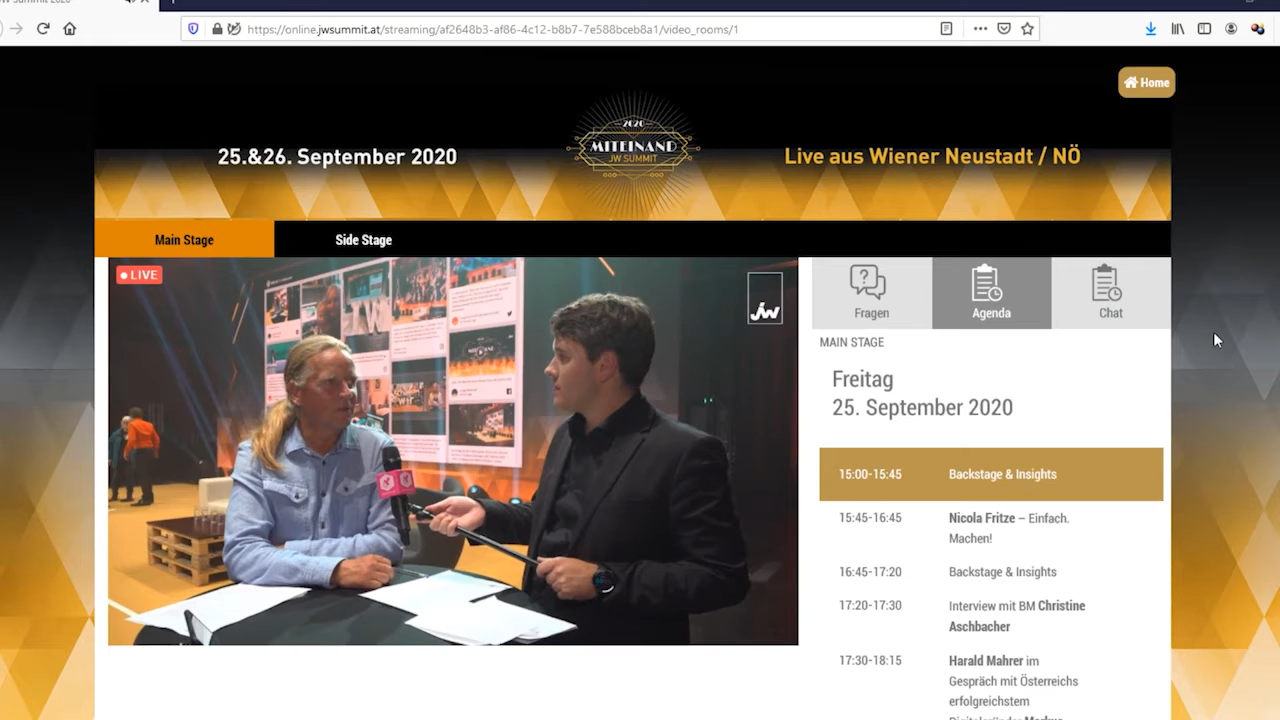 https://online.jwsummit.at/streaming/af2648b3-af86-4c12-b8b7-7e588bceb8a1/video_rooms/1
Home
25.&26. September 2020
2020
MITEINAND
JW SUMMIT
Live aus Wiener Neustadt / NÖ
Main Stage
Side Stage
LIVE
jw
Fragen
Agenda
Chat
MAIN STAGE
Freitag
25. September 2020
15:00-15:45 Backstage & Insights
15:45-16:45 Nicola Fritze – Einfach.
Machen!
16:45-17:20 Backstage & Insights
17:20-17:30 Interview mit BM Christine
Aschbacher
17:30-18:15 Harald Mahrer im
Gespräch mit Österreichs
erfolgreichstem